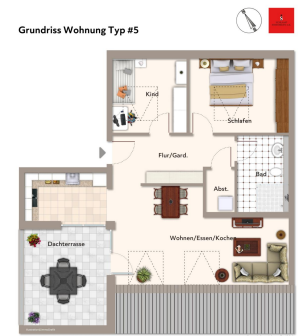 Grundriss Wohnung Typ #5
Kind
Schlafen
Flur/Gard.
Bad
Abst.
Wohnen/Essen/Kochen
Dachterrasse